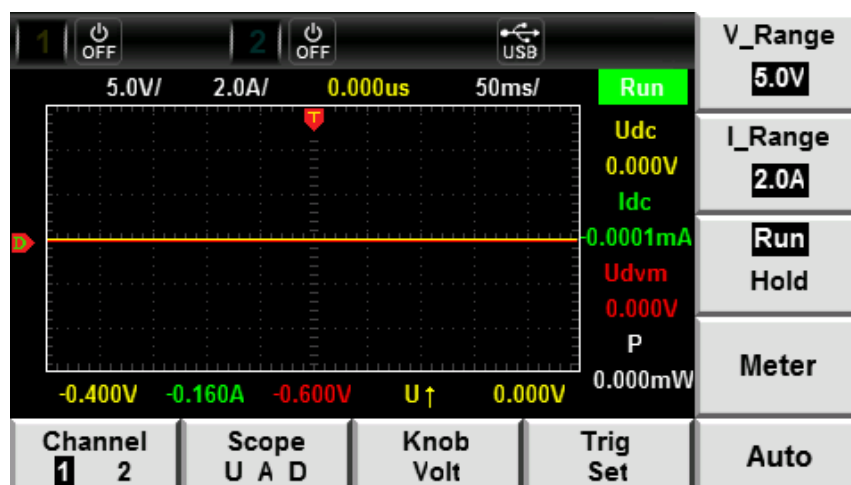 1 OFF 2 OFF USB
5.0V/ 2.0A/ 0.000us 50ms/ Run
T
Udc
0.000V
Idc
D
-0.0001mA
Udvm
0.000V
P
0.000mW
-0.400V -0.160A -0.600V U↑ 0.000V
V_Range
5.0V
I_Range
2.0A
Run
Hold
Meter
Auto
Channel
1 2
Scope
U A D
Knob
Volt
Trig
Set